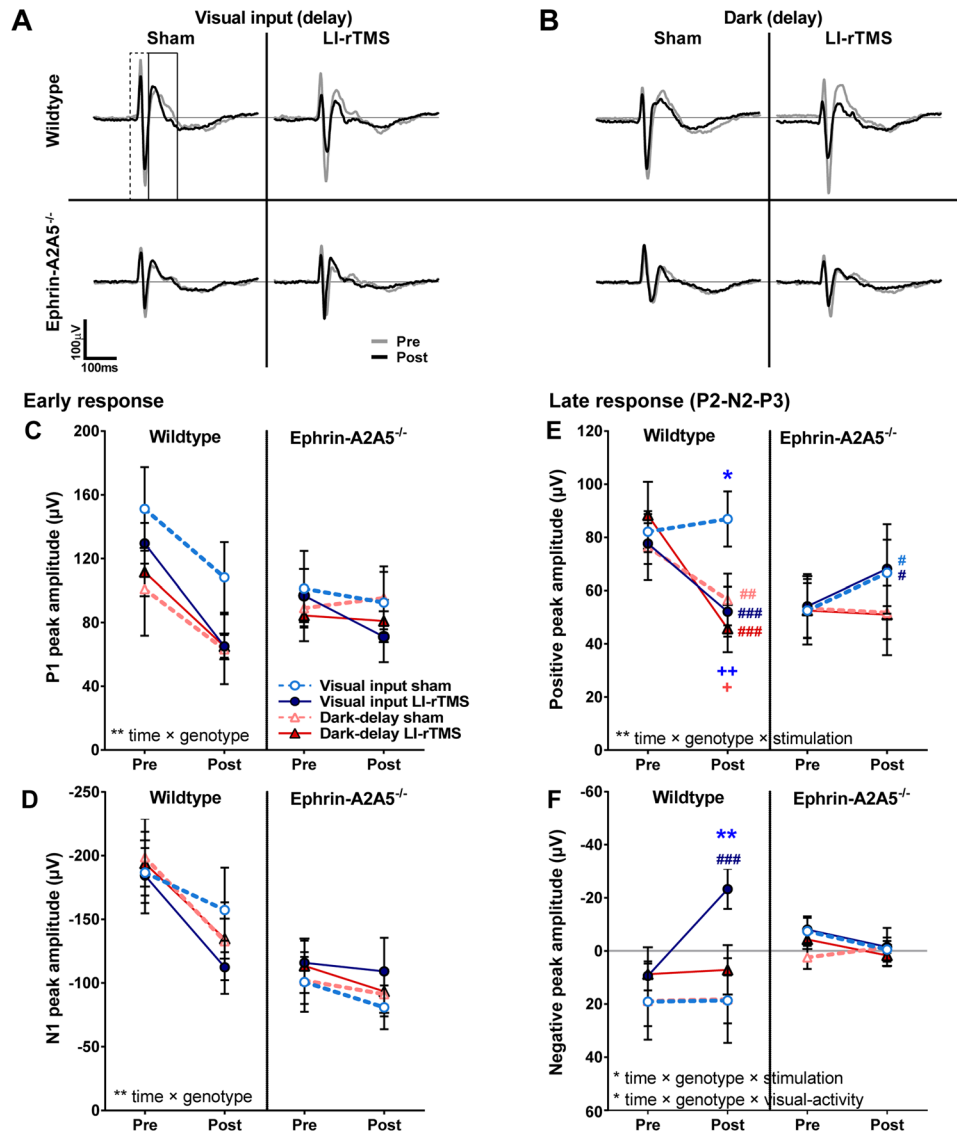 A
Visual input (delay)
B
Dark (delay)
Sham
LI-rTMS
Sham
LI-rTMS
Wildtype
Ephrin-A2A5-/-
100µV
100ms
Pre
Post
Early response
Late response (P2-N2-P3)
C
Wildtype
Ephrin-A2A5-/-
P1 peak amplitude (µV)
200
160
120
80
40
0
Visual input sham
Visual input LI-rTMS
Dark-delay sham
Dark-delay LI-rTMS
** time × genotype
Pre
Post
Pre
Post
E
Wildtype
Ephrin-A2A5-/-
Positive peak amplitude (µV)
120
100
80
60
40
20
0
*
##
###
###
++
+
#
#
** time × genotype × stimulation
Pre
Post
Pre
Post
D
Wildtype
Ephrin-A2A5-/-
N1 peak amplitude (µV)
-250
-200
-150
-100
-50
0
** time × genotype
Pre
Post
Pre
Post
F
Wildtype
Ephrin-A2A5-/-
Negative peak amplitude (µV)
-60
-40
-20
0
20
40
60
**
###
* time × genotype × stimulation
* time × genotype × visual-activity
Pre
Post
Pre
Post